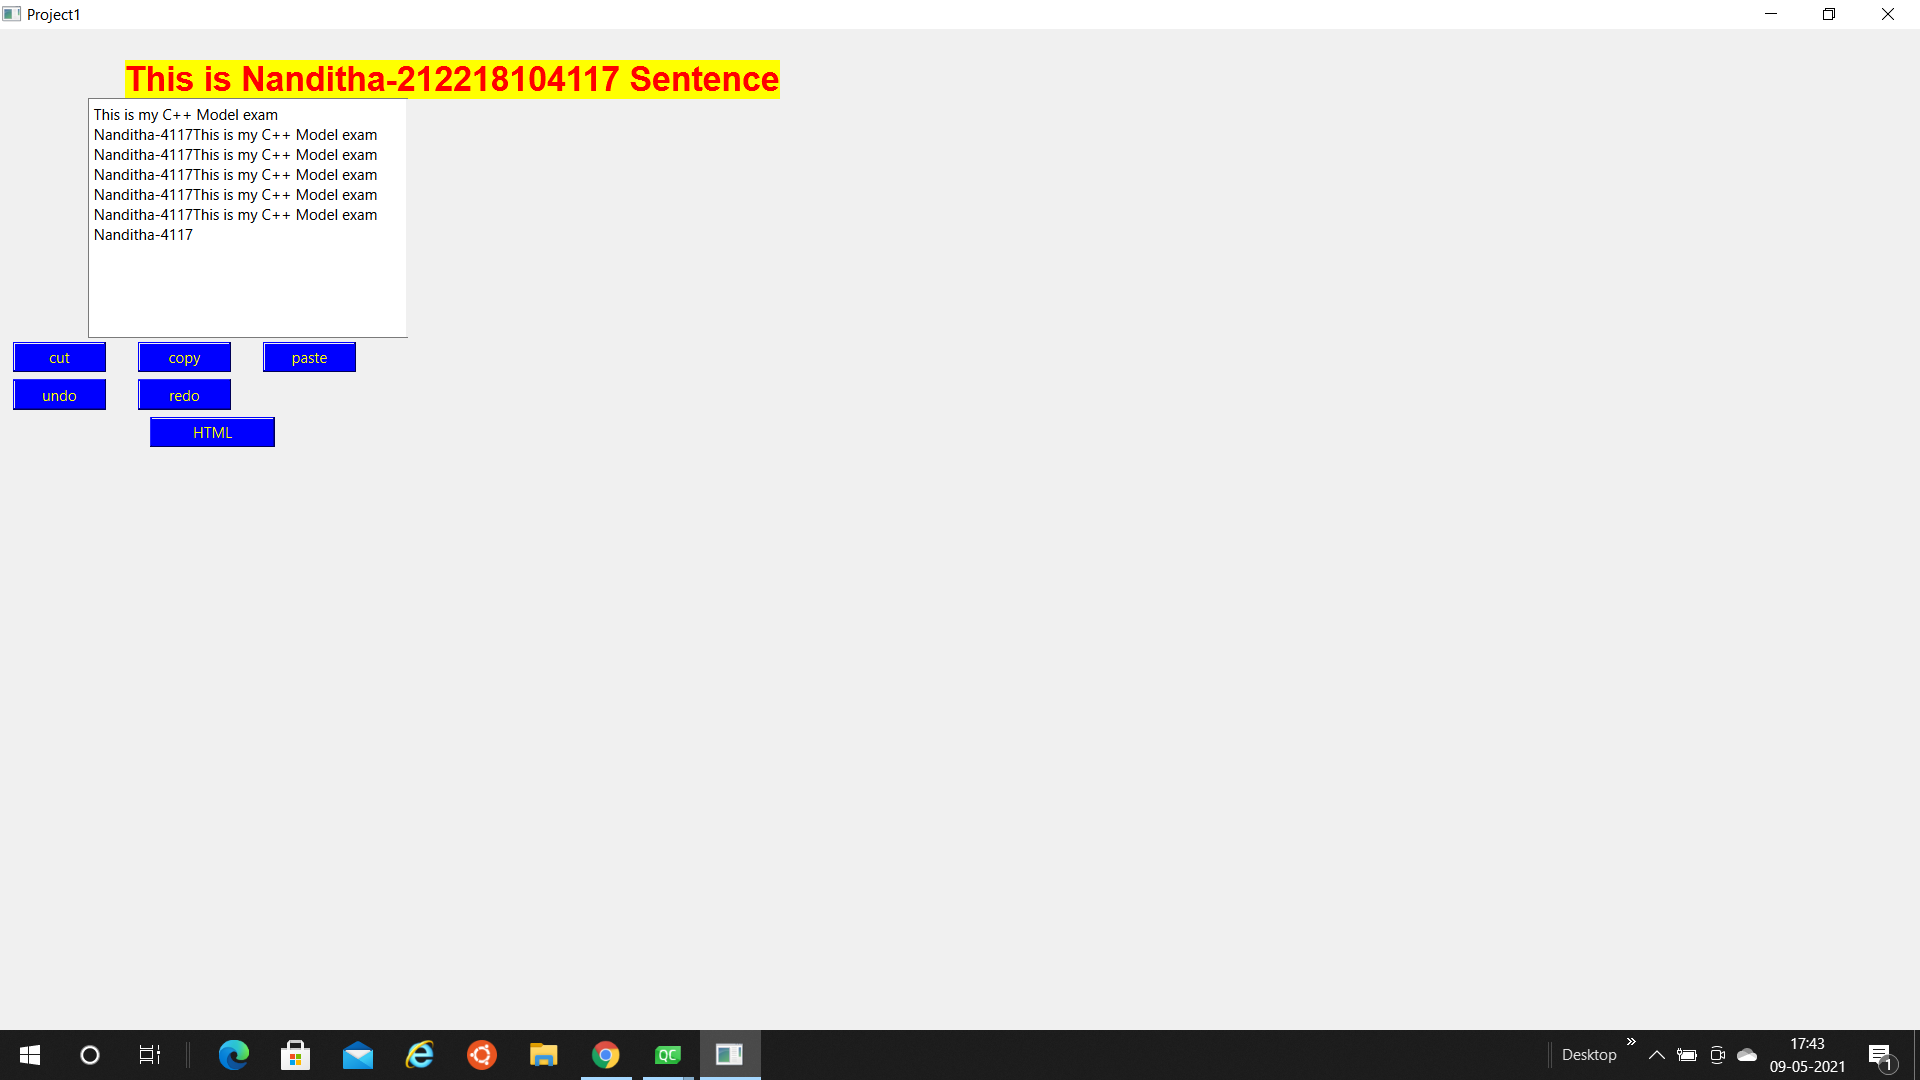 Project1
This is Nanditha-212218104117 Sentence
This is my C++ Model exam
Nanditha-4117This is my C++ Model exam
Nanditha-4117This is my C++ Model exam
Nanditha-4117This is my C++ Model exam
Nanditha-4117This is my C++ Model exam
Nanditha-4117This is my C++ Model exam
Nanditha-4117
cut copy paste
undo redo
HTML
QC
Desktop »
17:43
09-05-2021
1